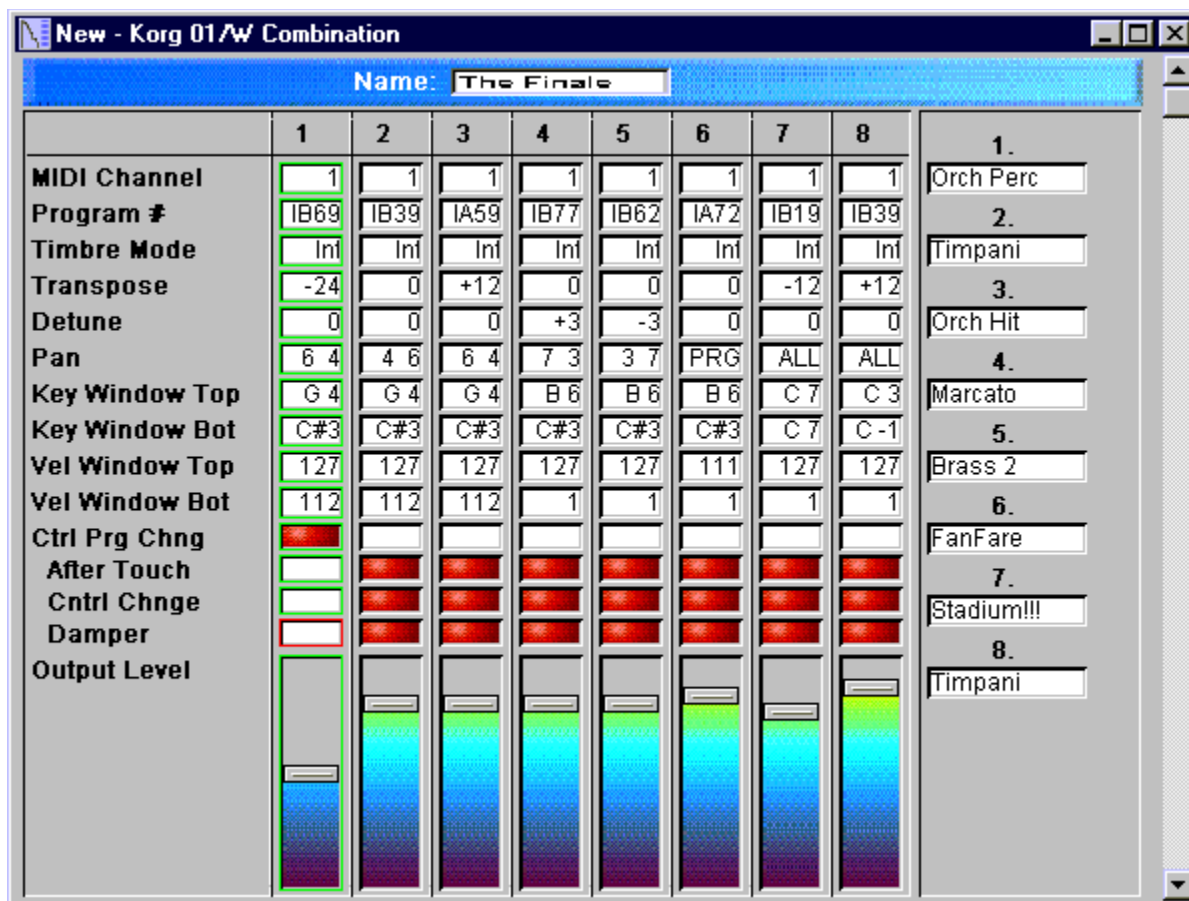 New - Korg 01/W Combination
Name: The Finale
1 2 3 4 5 6 7 8
MIDI Channel 1 1 1 1 1 1 1 1
Program # IB69 IB39 IA59 IB77 IB62 IA72 IB19 IB39
Timbre Mode Int Int Int Int Int Int Int Int
Transpose -24 0 +12 0 0 0 -12 +12
Detune 0 0 0 +3 -3 0 0 0
Pan 6 4 4 6 6 4 7 3 3 7 PRG ALL ALL
Key Window Top G 4 G 4 G 4 B 6 B 6 B 6 C 7 C 3
Key Window Bot C#3 C#3 C#3 C#3 C#3 C#3 C 7 C -1
Vel Window Top 127 127 127 127 127 111 127 127
Vel Window Bot 112 112 112 1 1 1 1 1
Ctrl Prg Chng
After Touch
Cntrl Chnge
Damper
Output Level
1.
Orch Perc
2.
Timpani
3.
Orch Hit
4.
Marcato
5.
Brass 2
6.
FanFare
7.
Stadium!!!
8.
Timpani